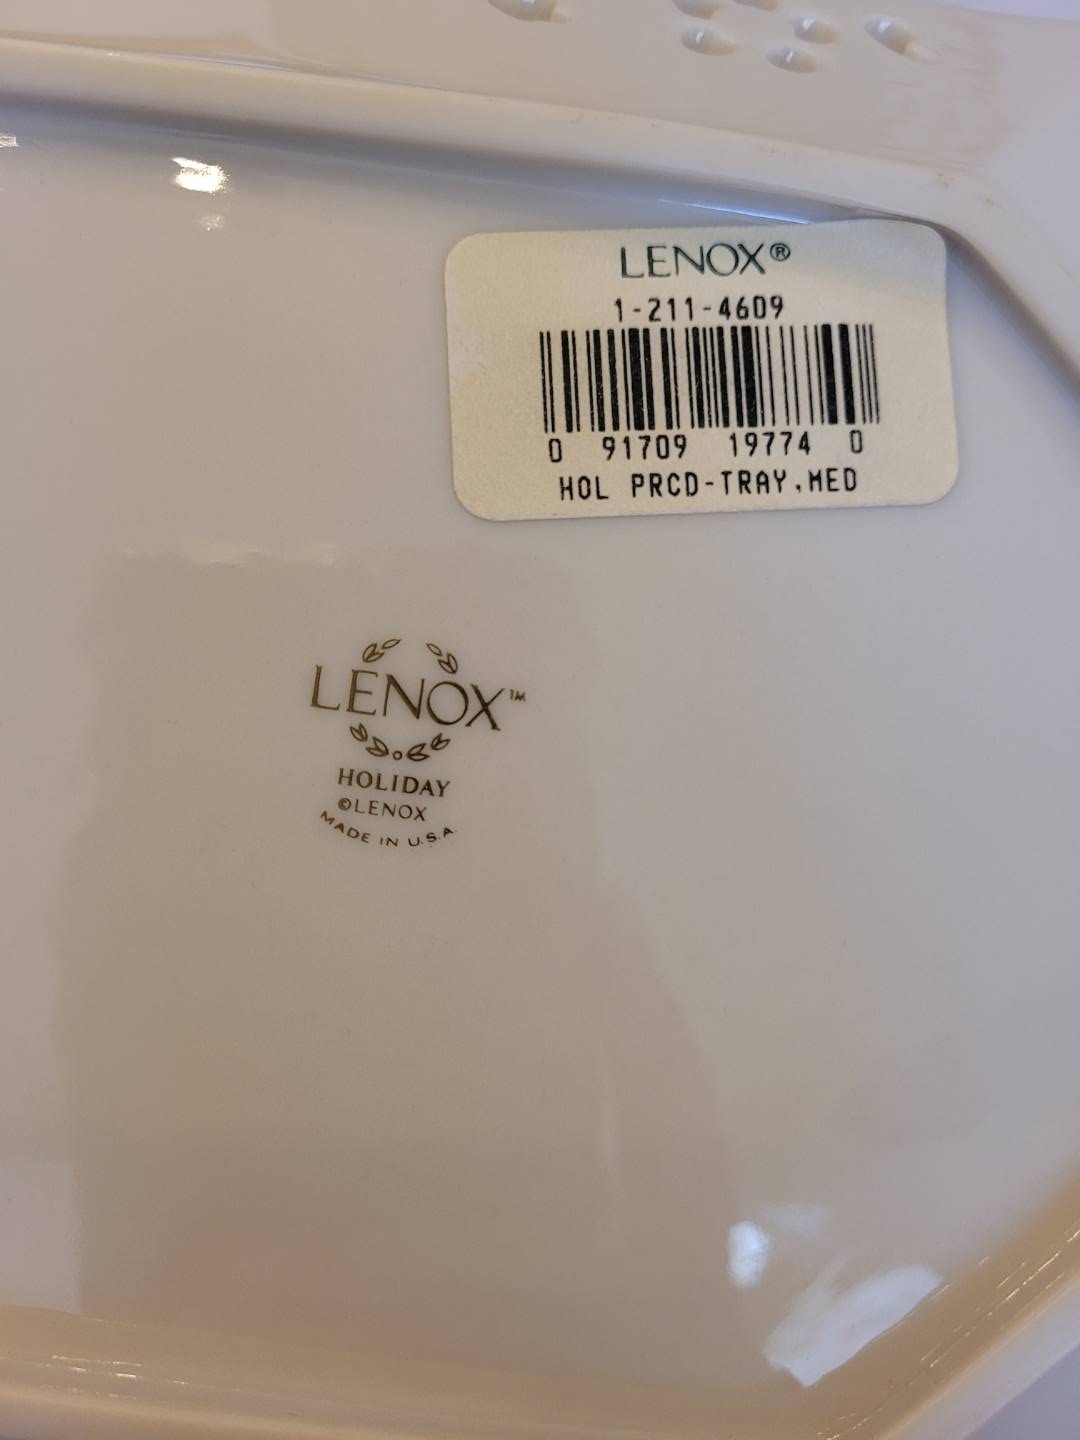 LENOX®
1-211-4609
0 91709 19774 0
HOL PRCD-TRAY.MED
LENOX™
HOLIDAY
©LENOX
MADE IN U.S.A.